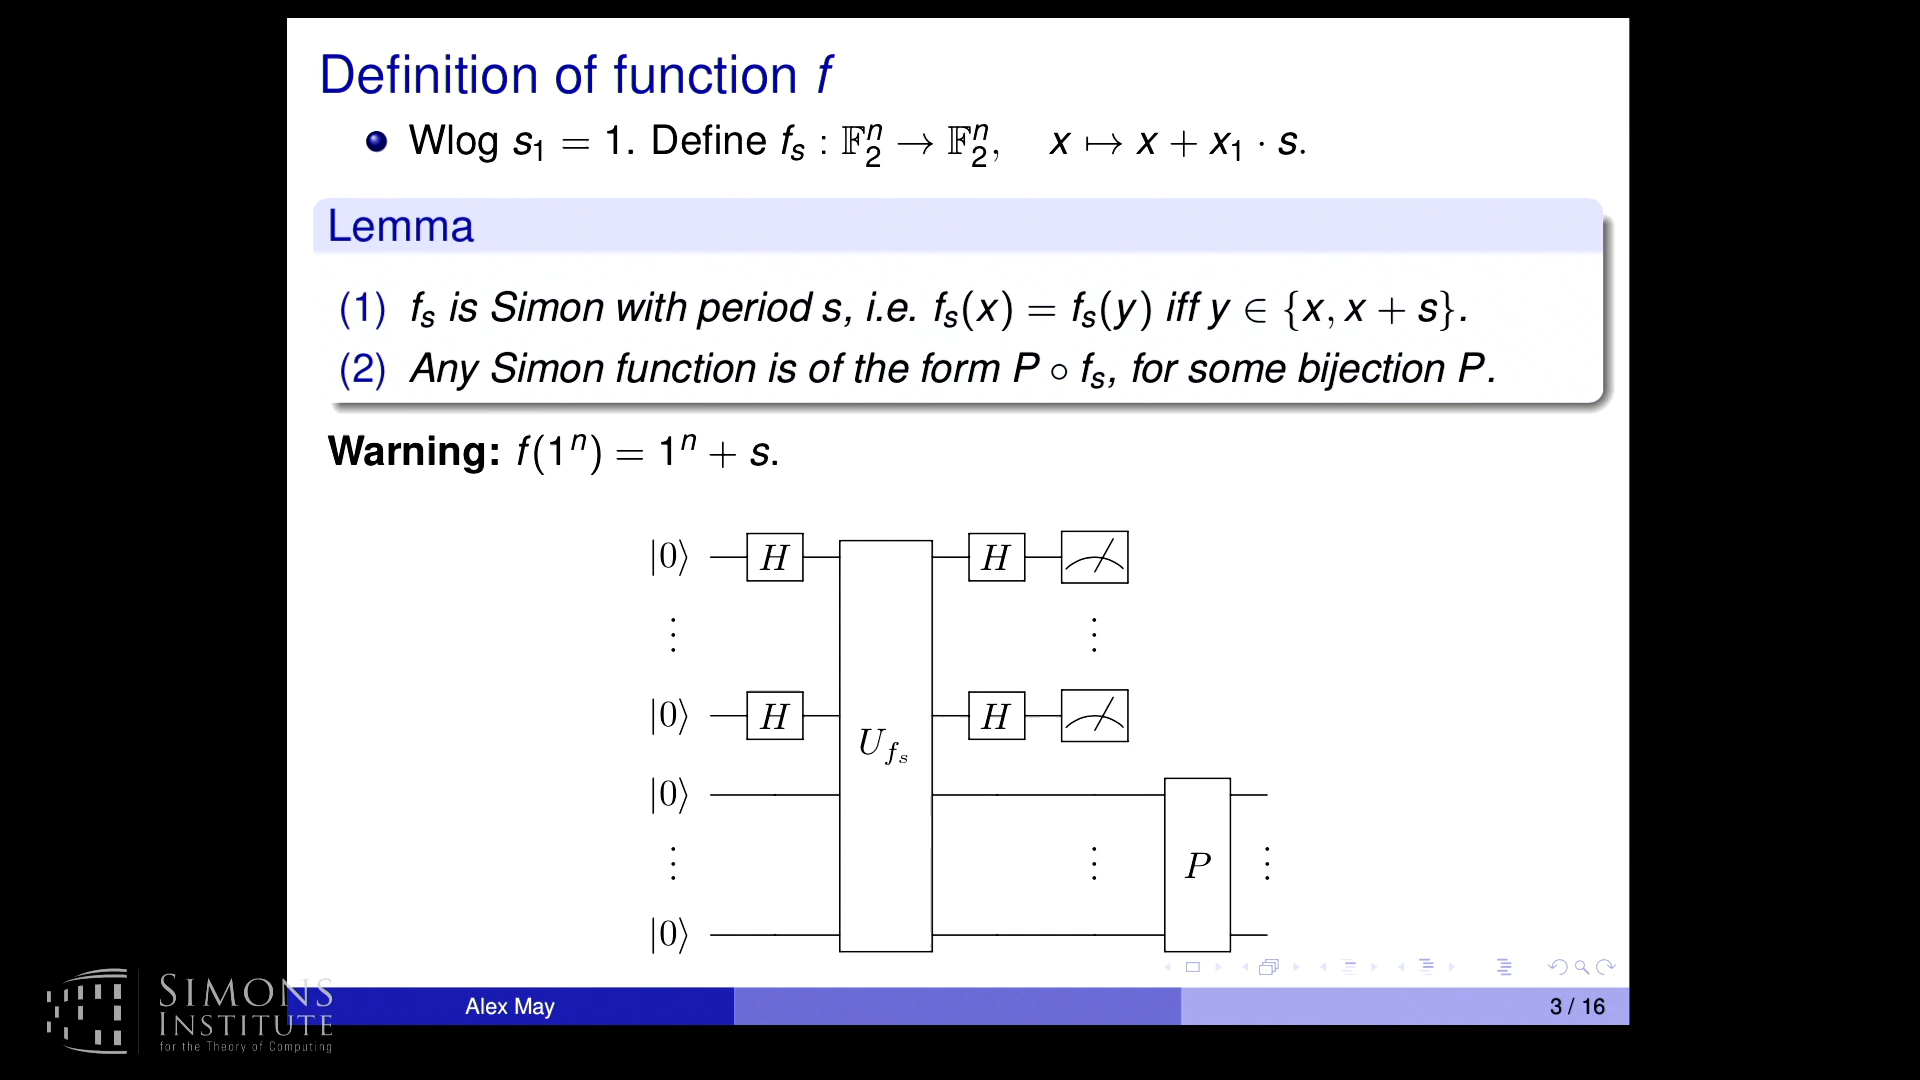 Definition of function f
Wlog s₁ = 1. Define fₛ : 𝔽₂ⁿ → 𝔽₂ⁿ, x ↦ x + x₁ · s.
Lemma
(1) fₛ is Simon with period s, i.e. fₛ(x) = fₛ(y) iff y ∈ {x, x + s}.
(2) Any Simon function is of the form P ∘ fₛ, for some bijection P.
Warning: f(1ⁿ) = 1ⁿ + s.
|0⟩ H H
⋮ ⋮
|0⟩ H H
U_{fₛ}
|0⟩
⋮ ⋮ P ⋮
|0⟩
SIMONS
INSTITUTE
for the Theory of Computing
Alex May 3 / 16